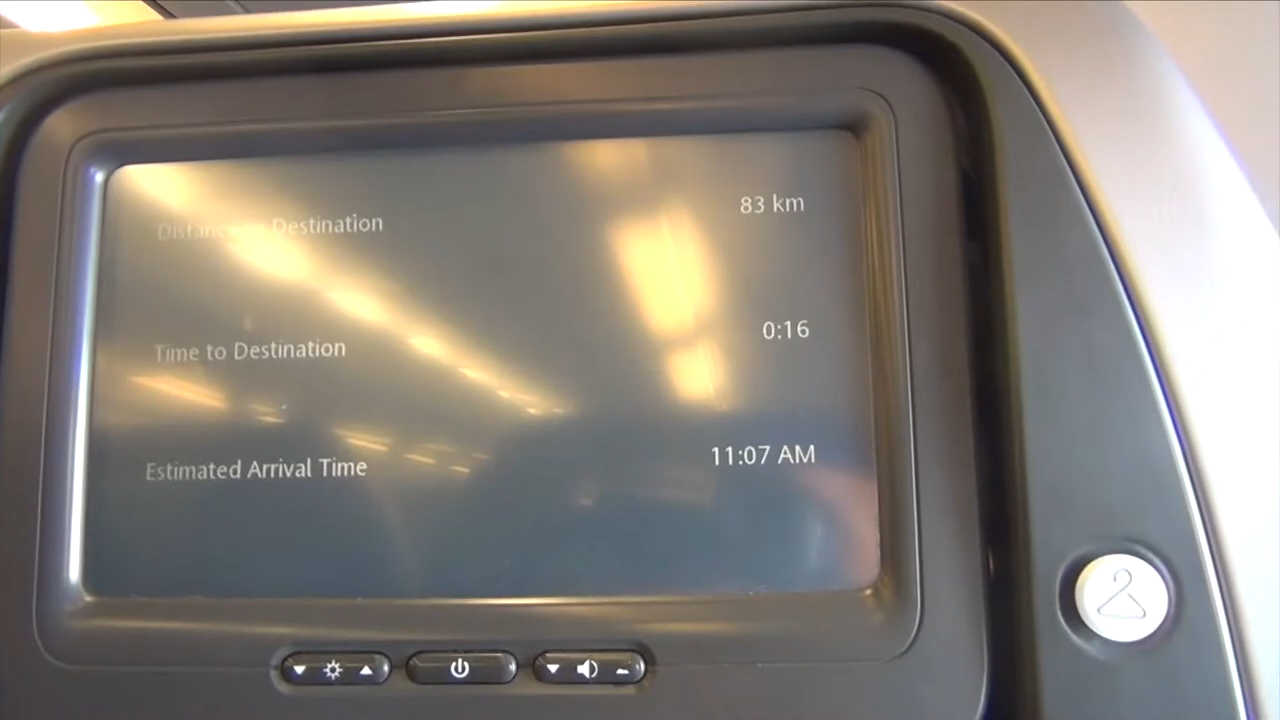 Distance to Destination 83 km
Time to Destination 0:16
Estimated Arrival Time 11:07 AM